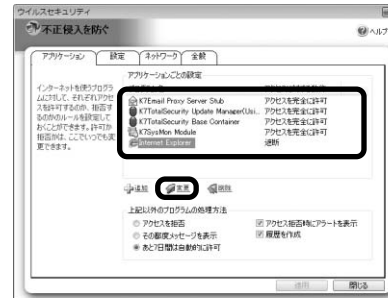 ウイルスセキュリティ
不正侵入を防ぐ
ヘルプ
アプリケーション 設定 ネットワーク 全般
インターネットを使うプログラムに対して、それぞれアクセスを許可するのか、拒否するのかのルールを設定しておくことができます。許可か拒否かは、ここでいつでも変更できます。
アプリケーションごとの設定
K7Email Proxy Server Stub アクセスを完全に許可
K7TotalSecurity Update Manager(Usi.. アクセスを完全に許可
K7TotalSecurity Base Container アクセスを完全に許可
K7SysMon Module アクセスを完全に許可
Internet Explorer 遮断
追加 変更 削除
上記以外のプログラムの処理方法
アクセスを拒否
その都度メッセージを表示
あと7日間は自動的に許可
アクセス拒否時にアラートを表示
履歴を作成
適用 閉じる